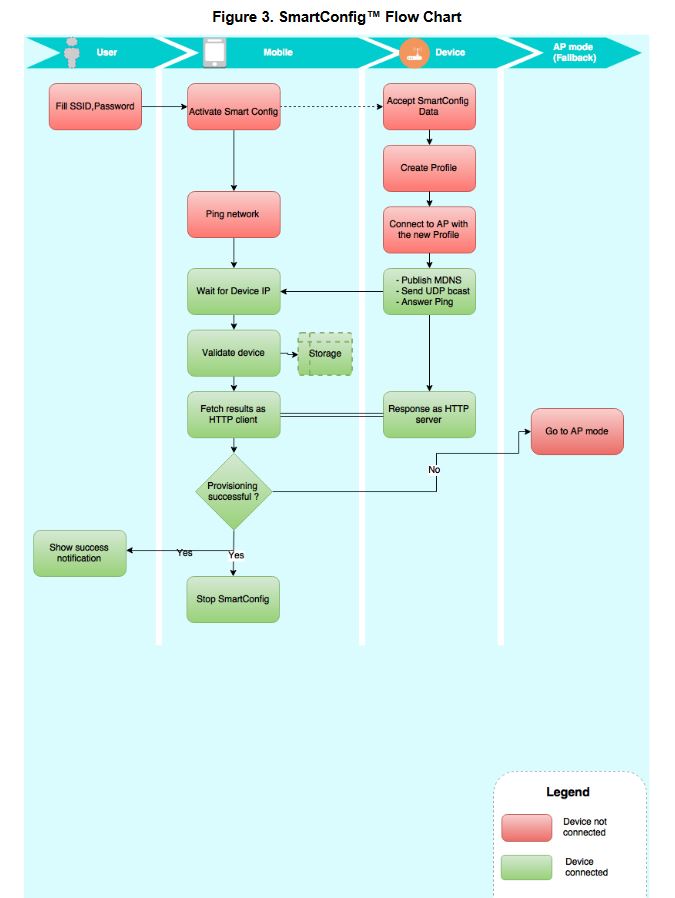 Figure 3. SmartConfig™ Flow Chart
User
Mobile
Device
AP mode
(Fallback)
Fill SSID,Password
Activate Smart Config
Accept SmartConfig
Data
Create Profile
Ping network
Connect to AP with
the new Profile
Wait for Device IP
- Publish MDNS
- Send UDP bcast
- Answer Ping
Validate device
Storage
Fetch results as
HTTP client
Response as HTTP
server
Go to AP mode
No
Provisioning
successful ?
Yes
Yes
Show success
notification
Stop SmartConfig
Legend
Device not
connected
Device
connected